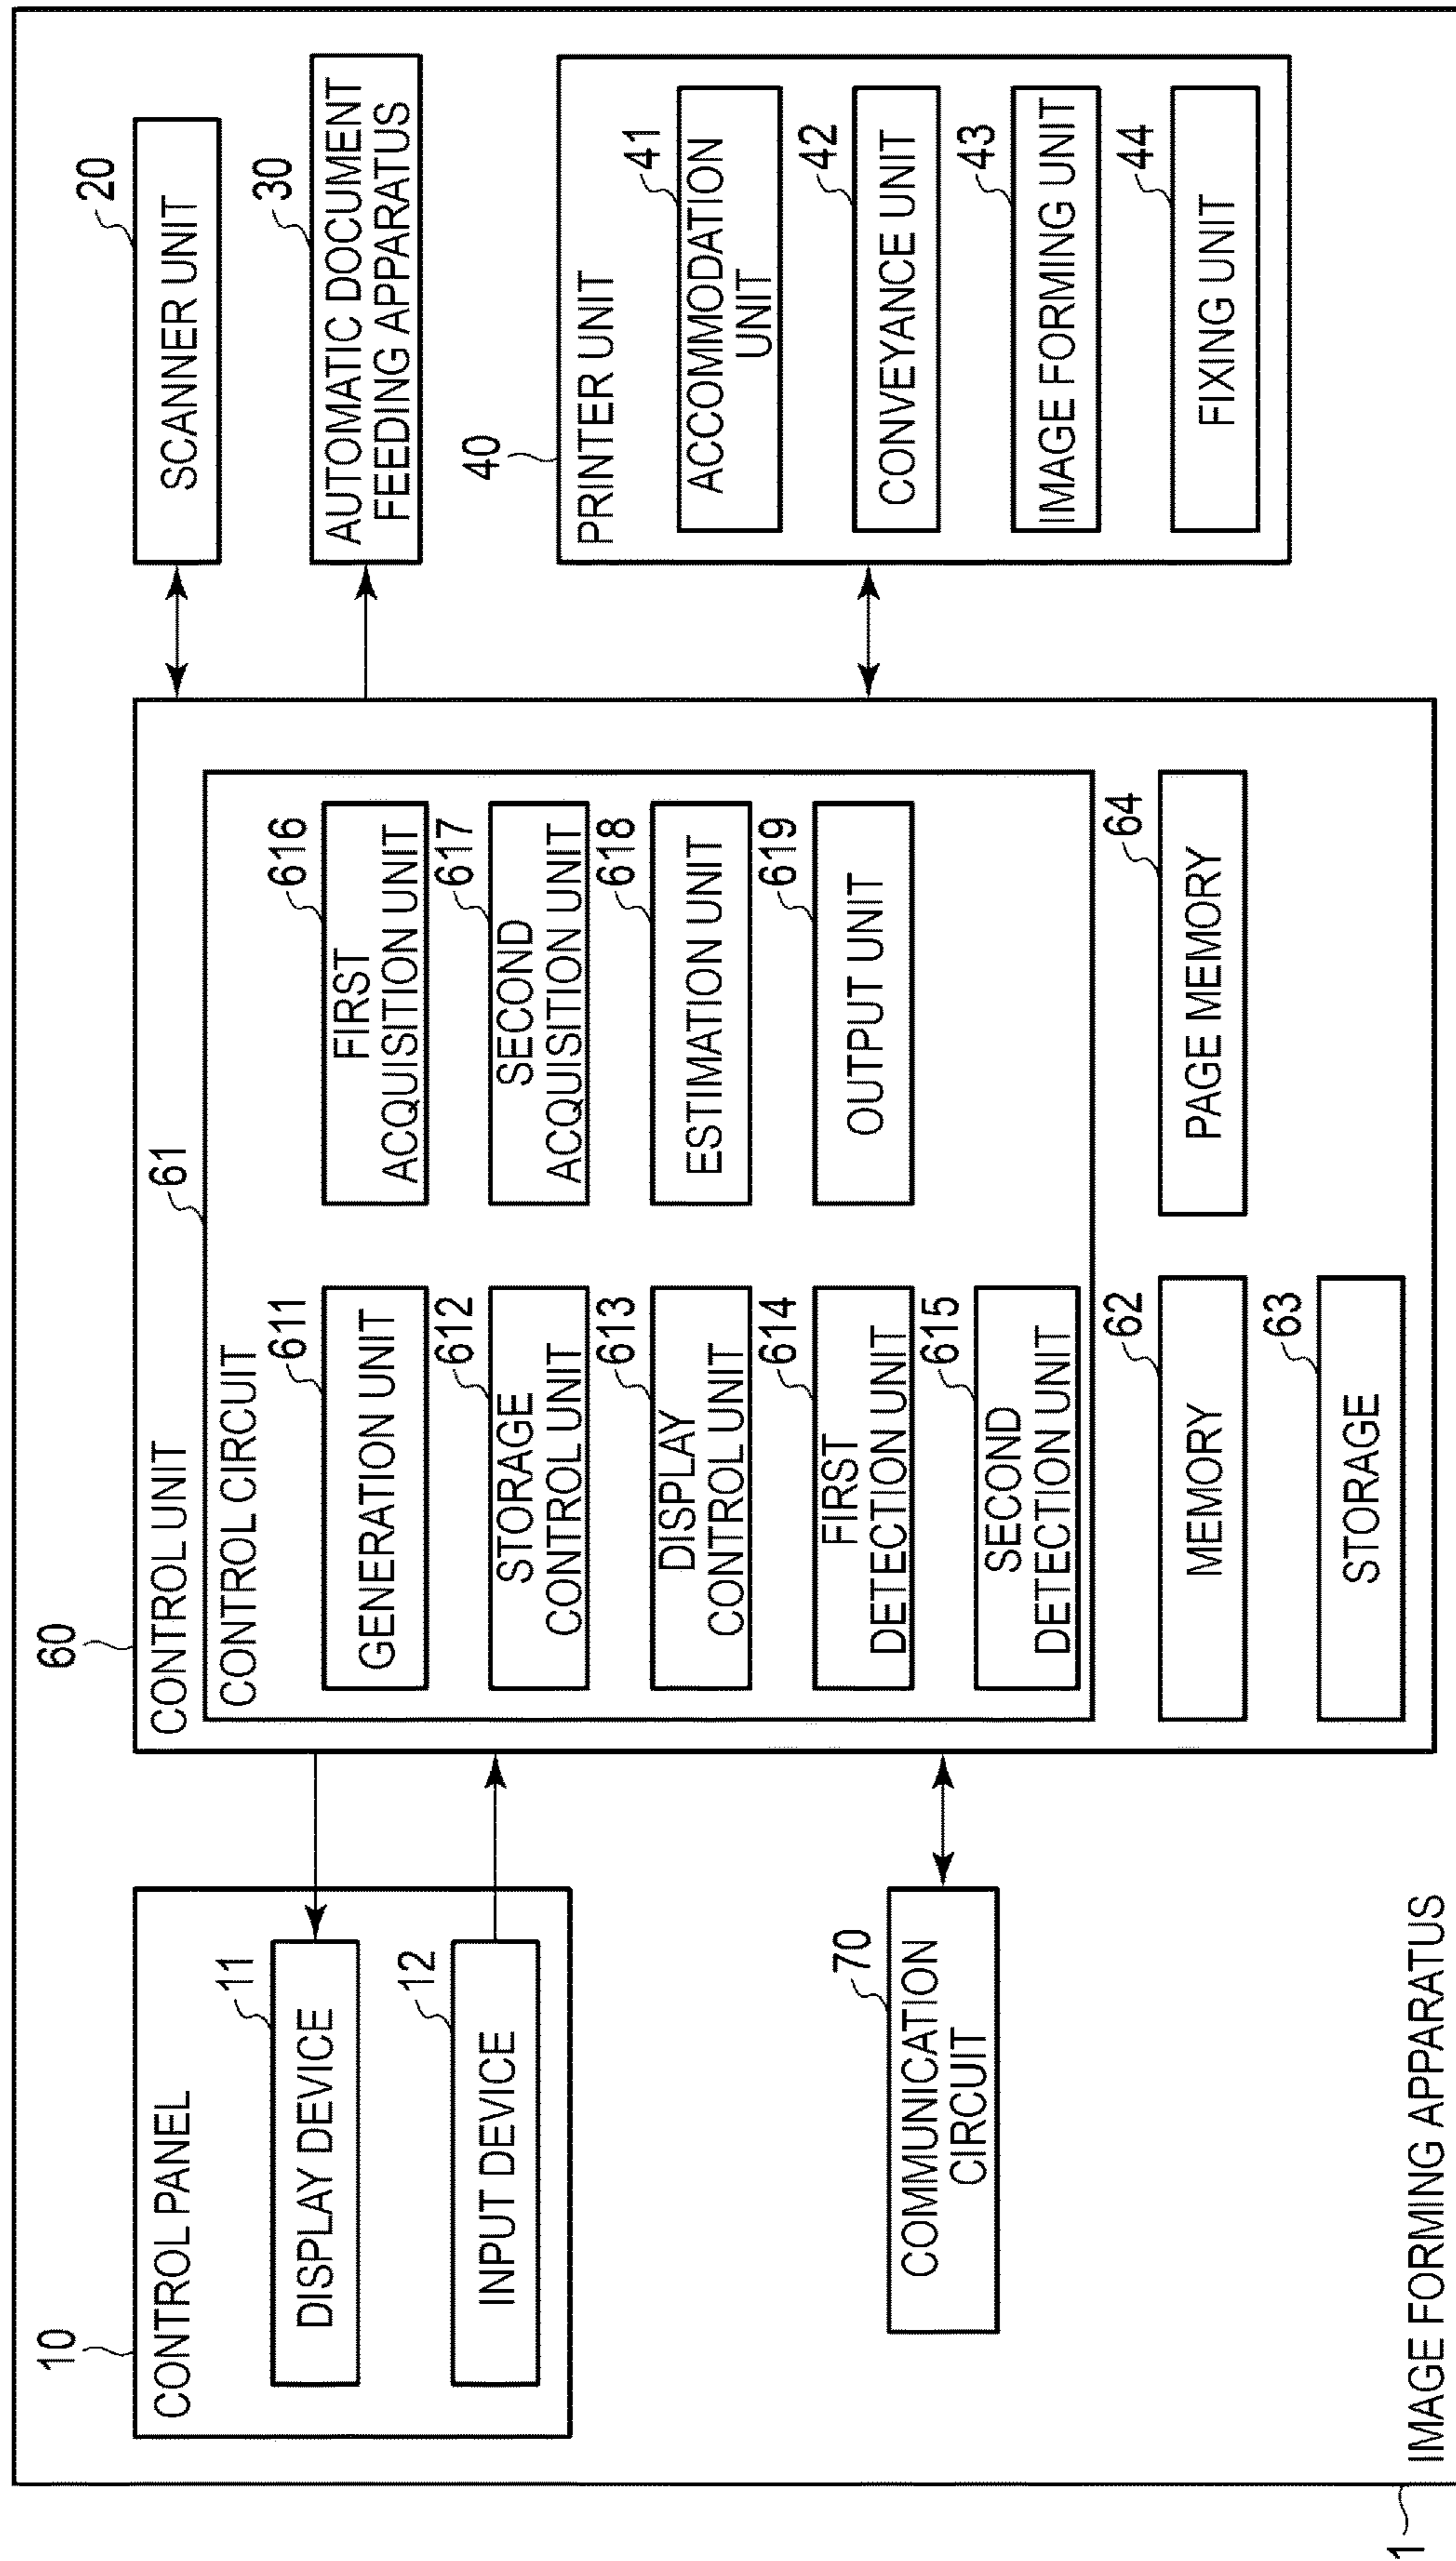 10
CONTROL PANEL
11
DISPLAY DEVICE
12
INPUT DEVICE
70
COMMUNICATION
CIRCUIT
60
CONTROL UNIT
61
CONTROL CIRCUIT
611
GENERATION UNIT
612
STORAGE
CONTROL UNIT
613
DISPLAY
CONTROL UNIT
614
FIRST
DETECTION UNIT
615
SECOND
DETECTION UNIT
616
FIRST
ACQUISITION UNIT
617
SECOND
ACQUISITION UNIT
618
ESTIMATION UNIT
619
OUTPUT UNIT
62
MEMORY
63
STORAGE
64
PAGE MEMORY
20
SCANNER UNIT
30
AUTOMATIC DOCUMENT
FEEDING APPARATUS
40
PRINTER UNIT
41
ACCOMMODATION
UNIT
42
CONVEYANCE UNIT
43
IMAGE FORMING UNIT
44
FIXING UNIT
1
IMAGE FORMING APPARATUS